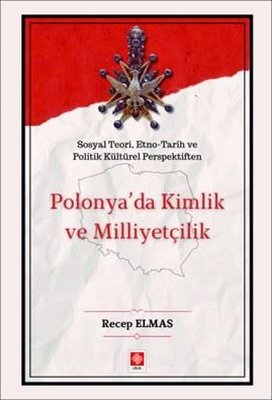 Sosyal Teori, Etno-Tarih ve
Politik Kültürel Perspektiften
Polonya'da Kimlik
ve Milliyetçilik
Recep ELMAS